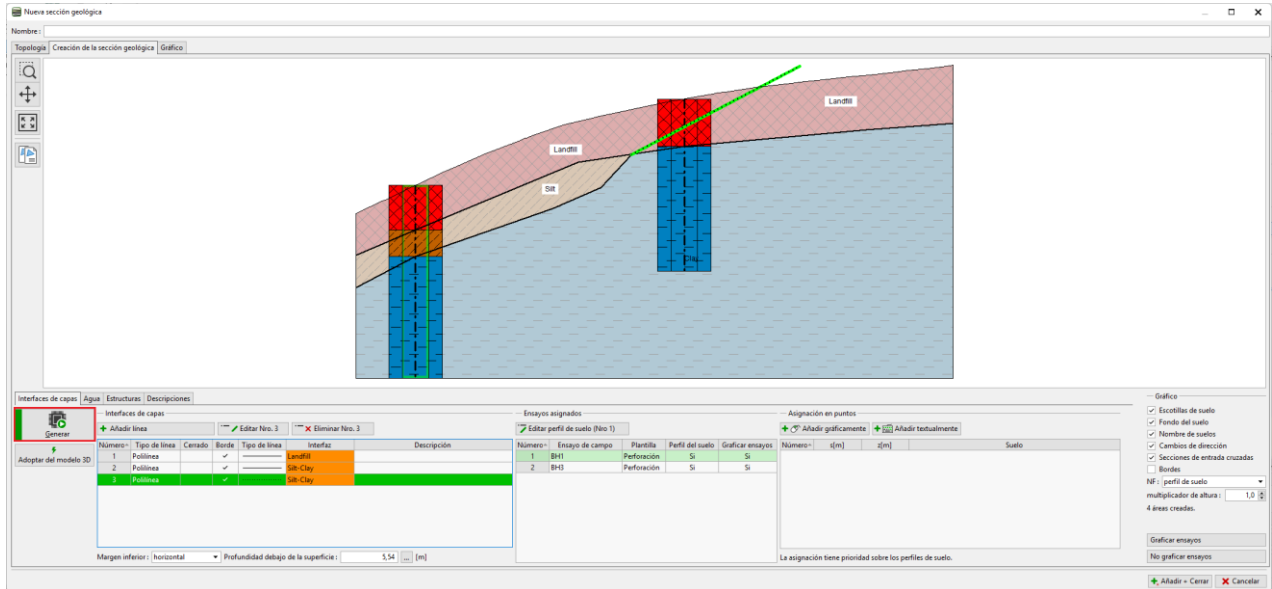 Nueva sección geológica
Nombre :
Topología Creación de la sección geológica Gráfico
Landfill
Landfill
Silt
Clay
Interfaces de capas Agua Estructuras Descripciones
Generar
Adoptar del modelo 3D
Interfaces de capas
Añadir línea Editar Nro. 3 Eliminar Nro. 3
Número Tipo de línea Cerrado Borde Tipo de línea Interfaz Descripción
1 Polilínea Landfill
2 Polilínea Silt-Clay
3 Polilínea Silt-Clay
Margen inferior : horizontal Profundidad debajo de la superficie : 5,54 ... [m]
Ensayos asignados
Editar perfil de suelo (Nro 1)
Número Ensayo de campo Plantilla Perfil del suelo Graficar ensayos
1 BH1 Perforación Si Si
2 BH3 Perforación Si Si
Asignación en puntos
Añadir gráficamente Añadir textualmente
Número s[m] z[m] Suelo
La asignación tiene prioridad sobre los perfiles de suelo.
Gráfico
Escotillas de suelo
Fondo del suelo
Nombre de suelos
Cambios de dirección
Secciones de entrada cruzadas
Bordes
NF : perfil de suelo
multiplicador de altura : 1,0
4 áreas creadas.
Graficar ensayos
No graficar ensayos
Añadir + Cerrar Cancelar